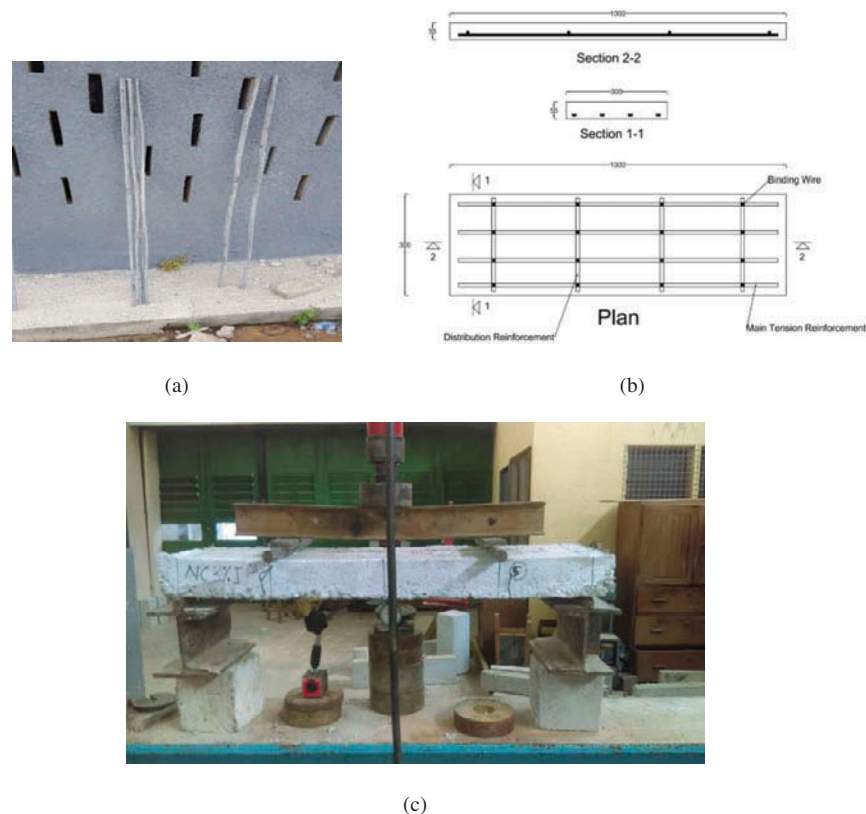 1300
Section 2-2
300
Section 1-1
1300
1
Binding Wire
300
2
2
1
Plan
Distribution Reinforcement
Main Tension Reinforcement
(a)
(b)
5
(c)